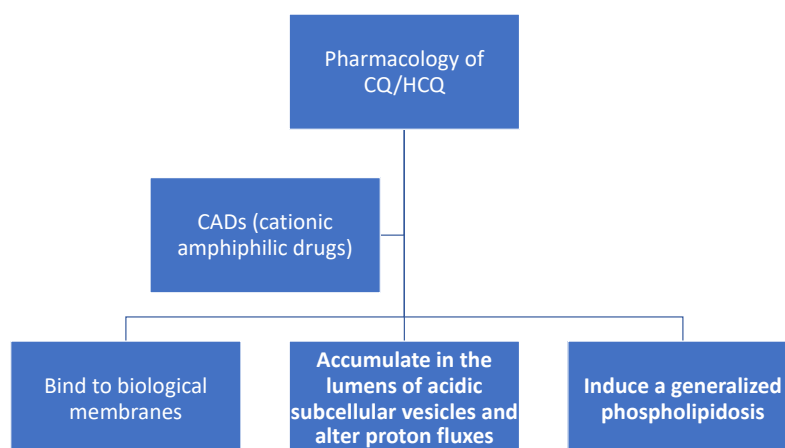 Pharmacology of
CQ/HCQ
CADs (cationic
amphiphilic drugs)
Bind to biological
membranes
Accumulate in the
lumens of acidic
subcellular vesicles and
alter proton fluxes
Induce a generalized
phospholipidosis